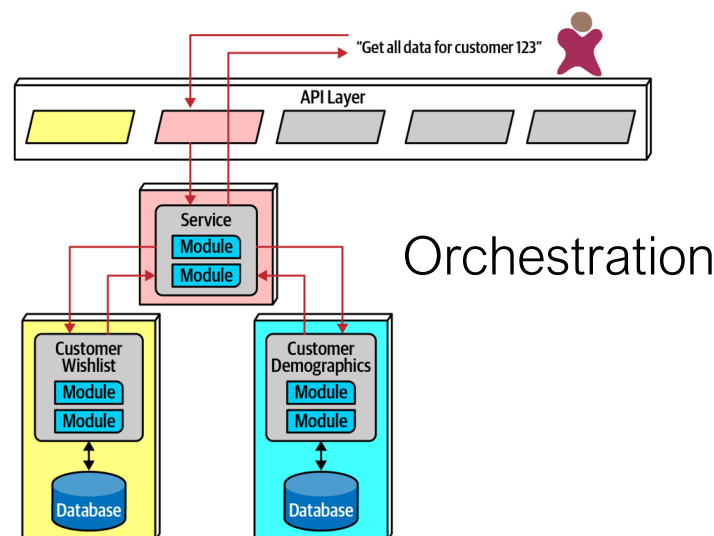 “Get all data for customer 123”
API Layer
Service
Module
Module
Orchestration
Customer
Wishlist
Module
Module
Database
Customer
Demographics
Module
Module
Database